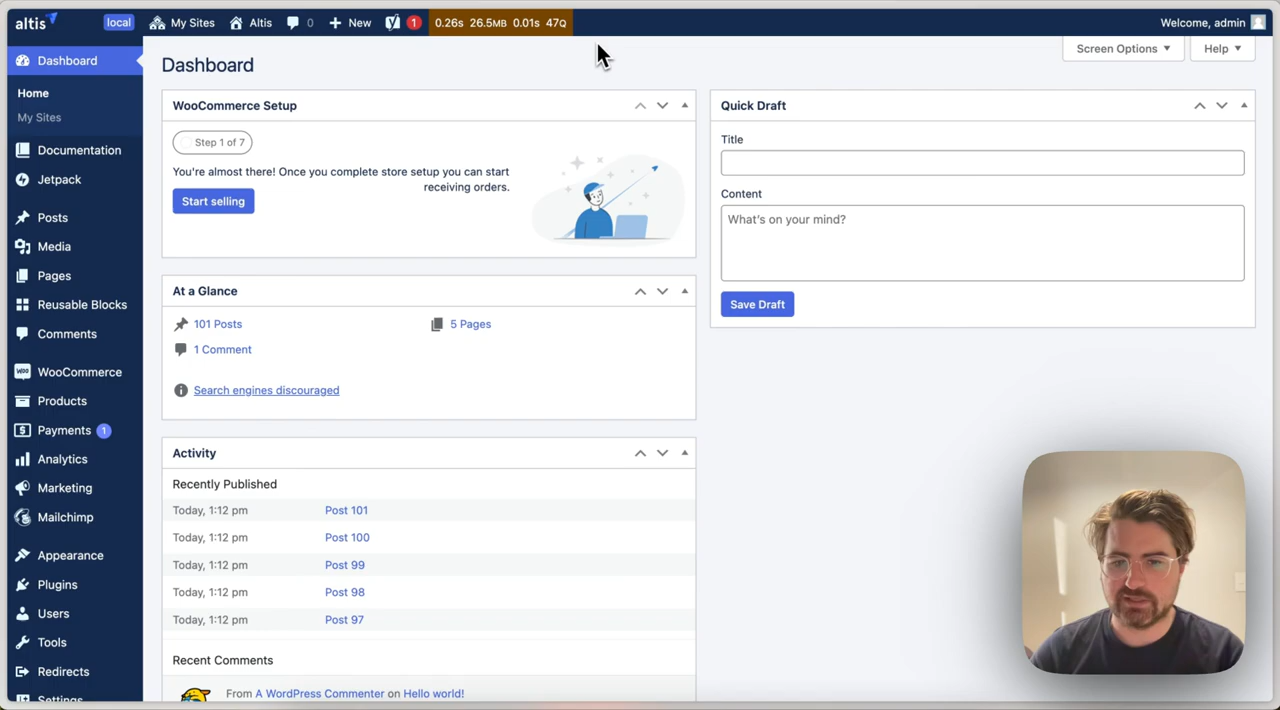 altis
local
My Sites
Altis
0
New
1
0.26s 26.5MB 0.01s 47Q
Welcome, admin
Dashboard
Home
My Sites
Documentation
Jetpack
Posts
Media
Pages
Reusable Blocks
Comments
WooCommerce
Products
Payments 1
Analytics
Marketing
Mailchimp
Appearance
Plugins
Users
Tools
Redirects
Settings
Screen Options
Help
Dashboard
WooCommerce Setup
Step 1 of 7
You're almost there! Once you complete store setup you can start
receiving orders.
Start selling
At a Glance
101 Posts
5 Pages
1 Comment
Search engines discouraged
Activity
Recently Published
Today, 1:12 pm Post 101
Today, 1:12 pm Post 100
Today, 1:12 pm Post 99
Today, 1:12 pm Post 98
Today, 1:12 pm Post 97
Recent Comments
From A WordPress Commenter on Hello world!
Quick Draft
Title
Content
What's on your mind?
Save Draft